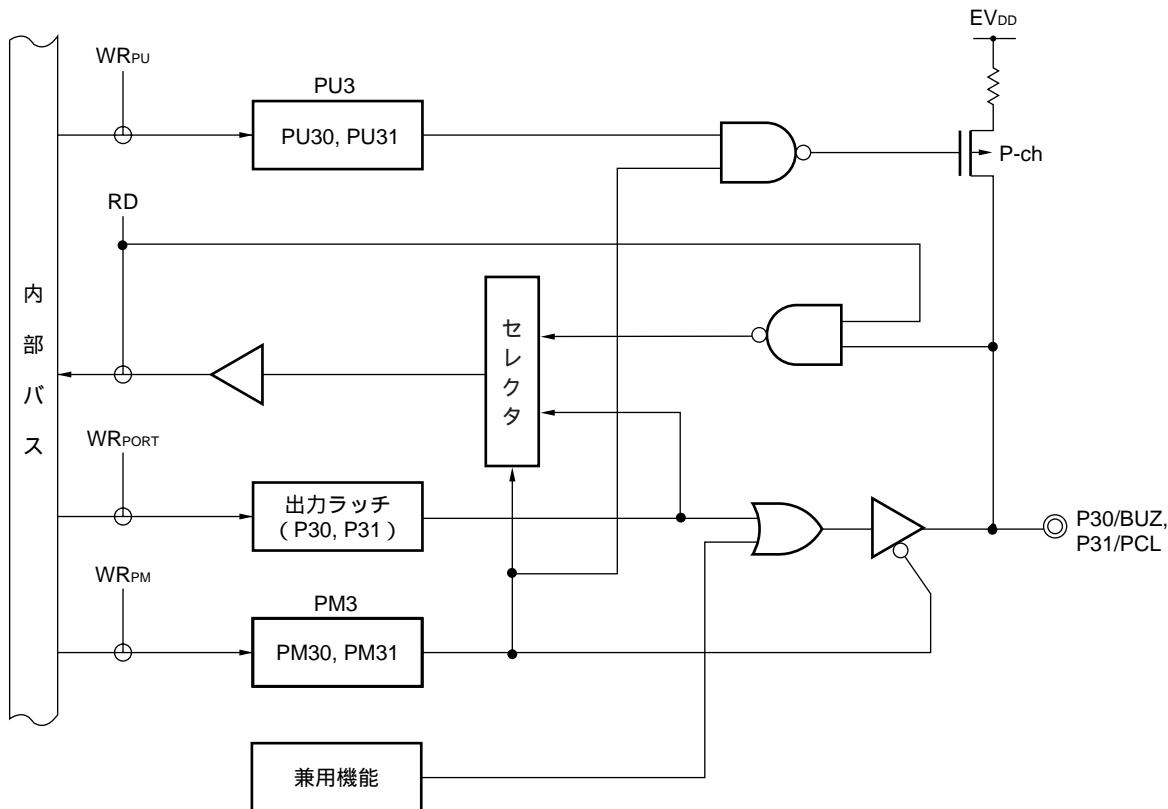 EVDD
WRPU
PU3
PU30, PU31
P-ch
RD
内部バス
セレクタ
WRPORT
出力ラッチ
(P30, P31)
P30/BUZ,
P31/PCL
WRPM
PM3
PM30, PM31
兼用機能